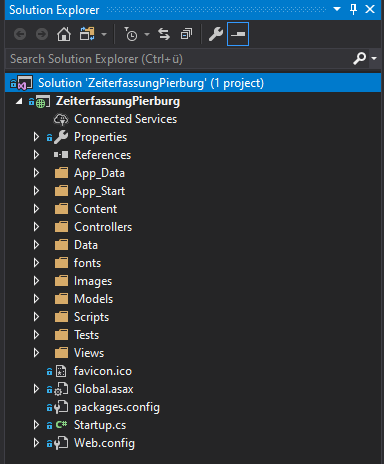 Solution Explorer
Search Solution Explorer (Ctrl+ü)
Solution 'ZeiterfassungPierburg' (1 project)
ZeiterfassungPierburg
Connected Services
Properties
References
App_Data
App_Start
Content
Controllers
Data
fonts
Images
Models
Scripts
Tests
Views
favicon.ico
Global.asax
packages.config
C# Startup.cs
Web.config